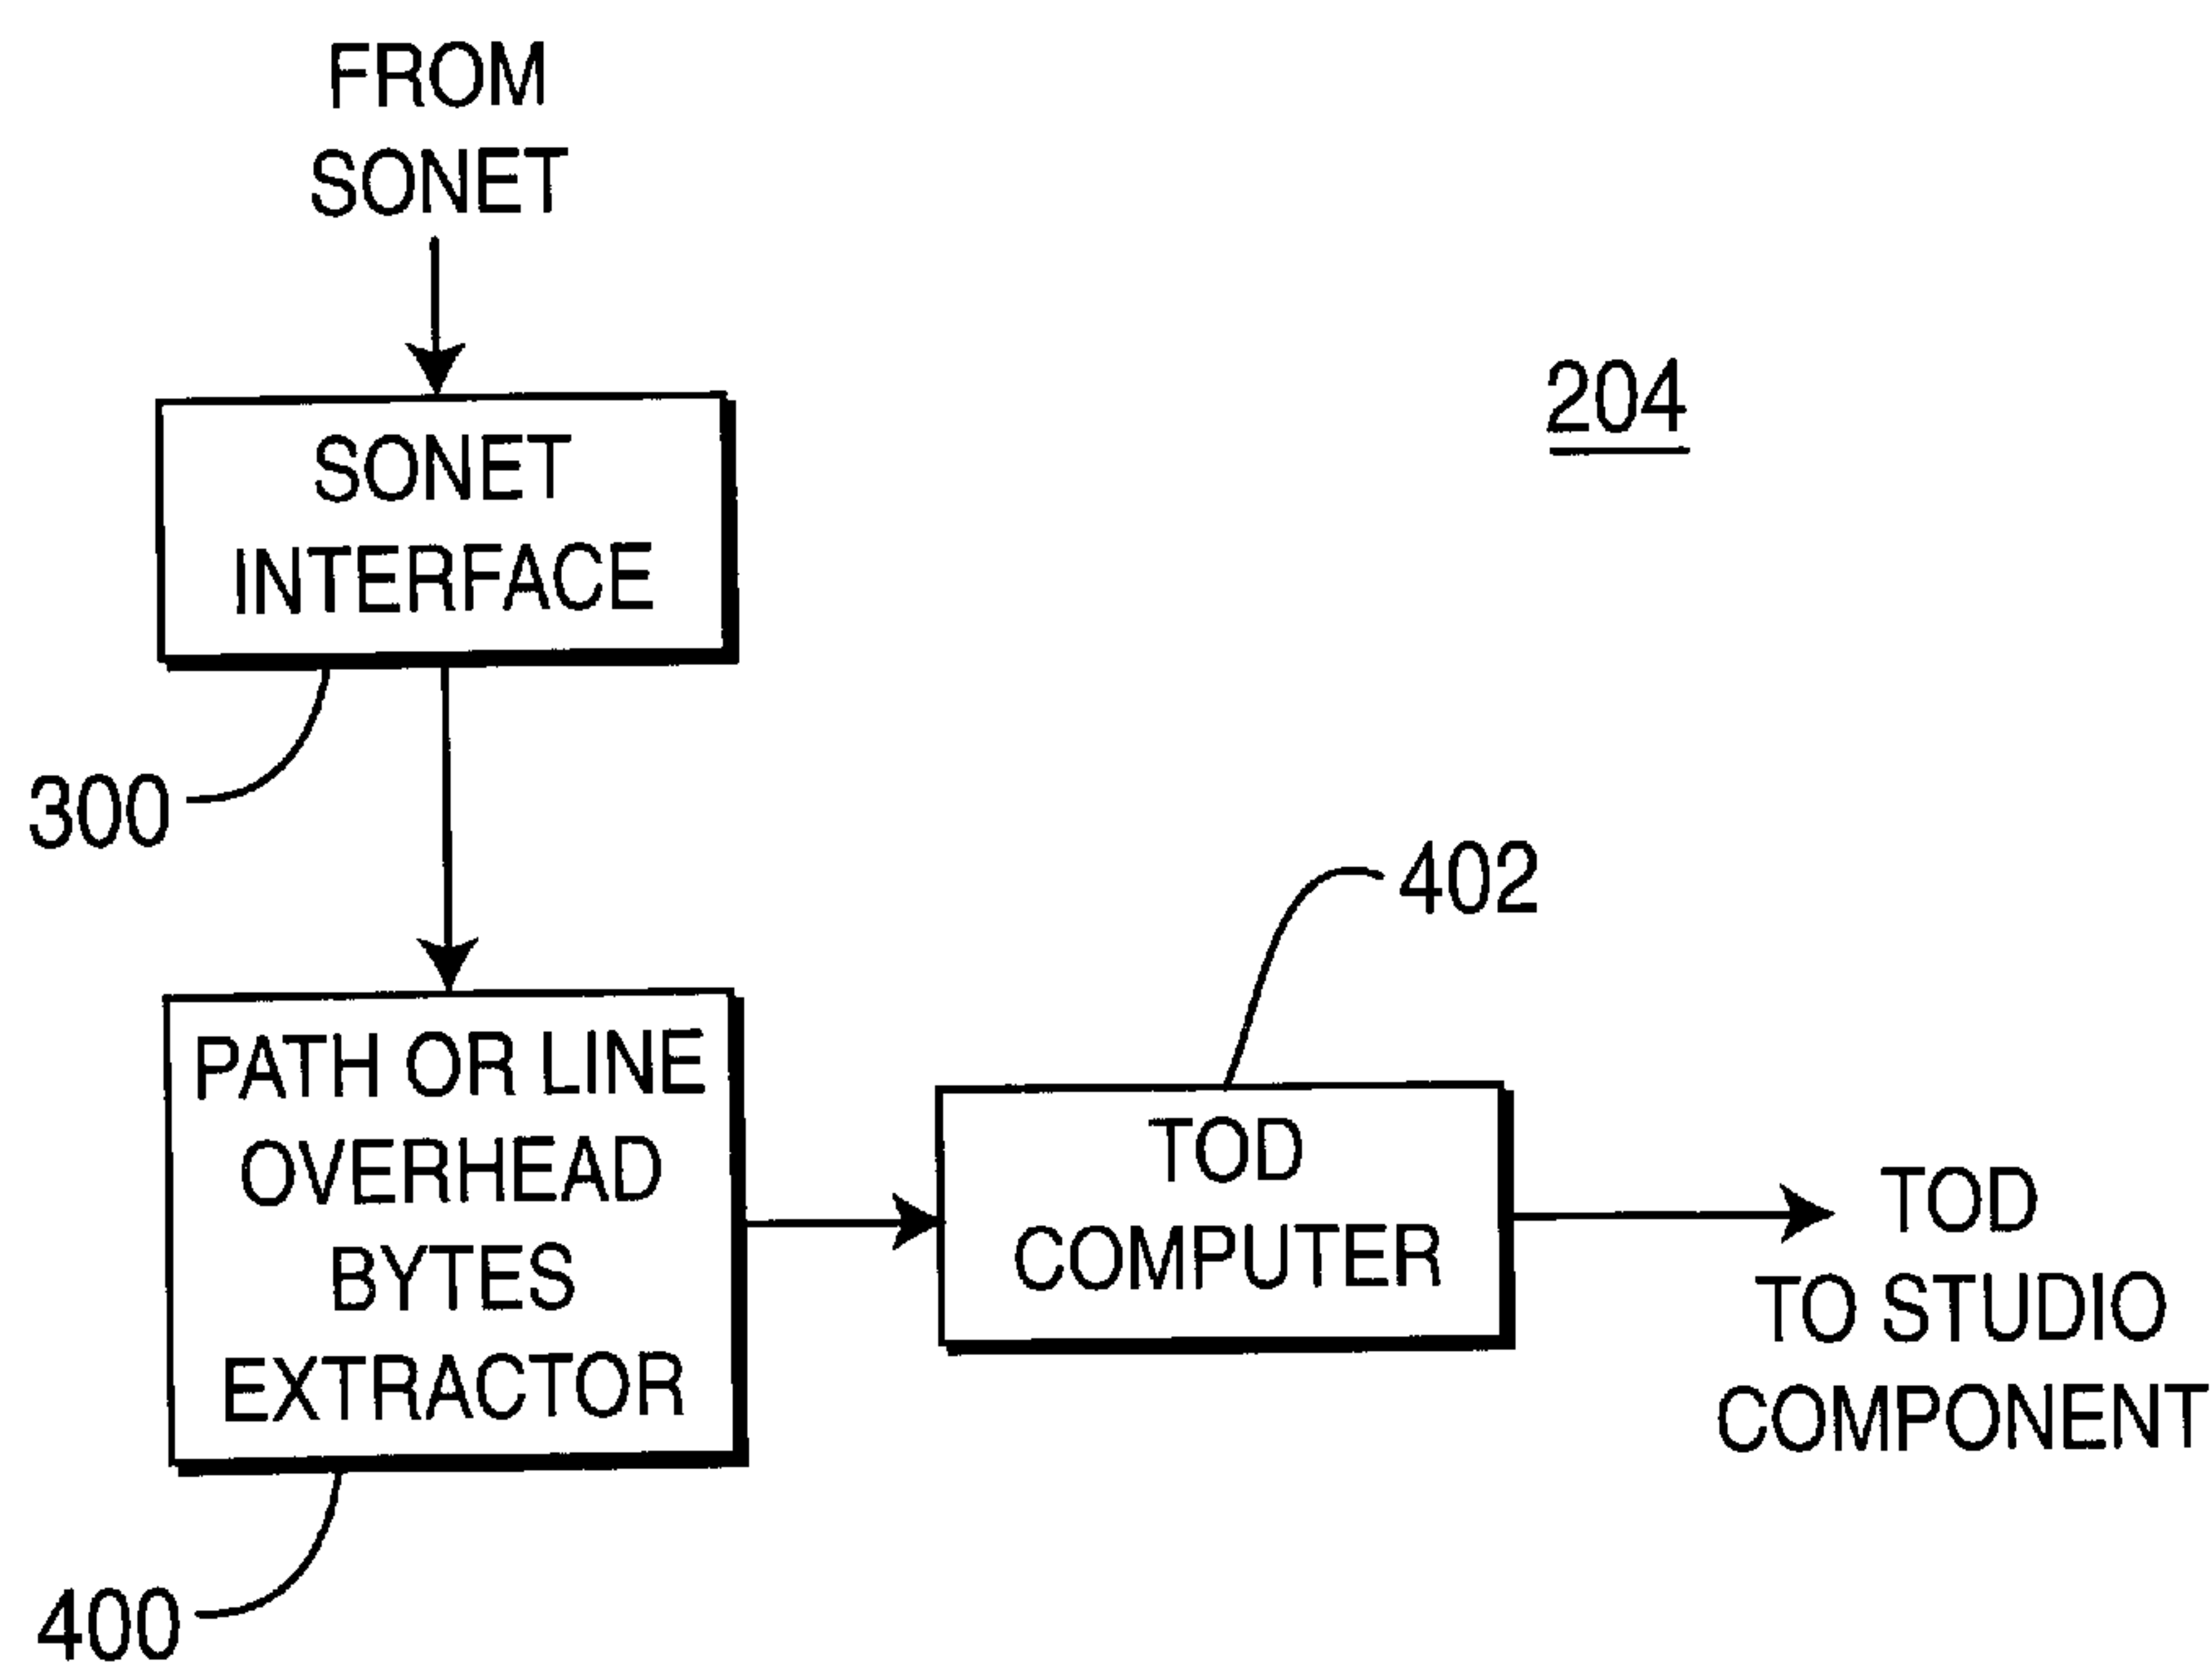 FROM
SONET
204
SONET
INTERFACE
300
402
PATH OR LINE
OVERHEAD
BYTES
EXTRACTOR
TOD
COMPUTER
TOD
TO STUDIO
COMPONENT
400